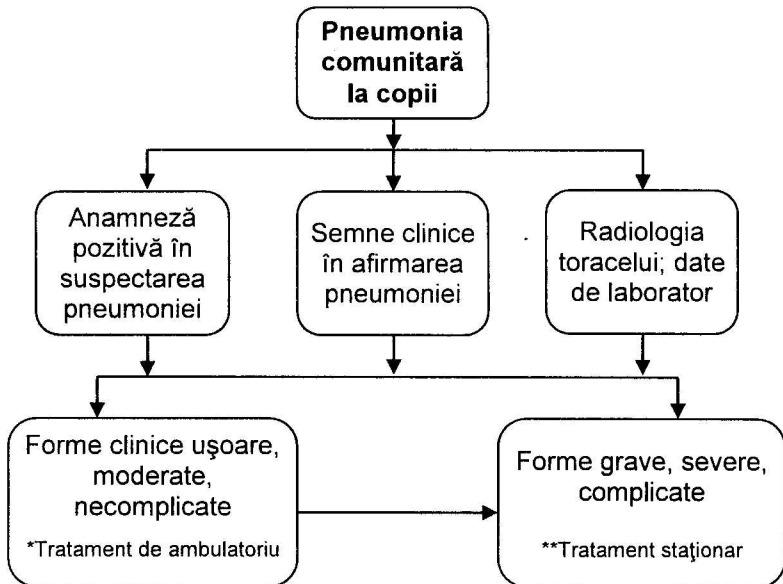 Pneumonia
comunitară
la copii
Anamneză
pozitivă în
suspectarea
pneumoniei
Semne clinice
în afirmarea
pneumoniei
Radiologia
toracelui; date
de laborator
Forme clinice uşoare,
moderate,
necomplicate
*Tratament de ambulatoriu
Forme grave, severe,
complicate
**Tratament staţionar